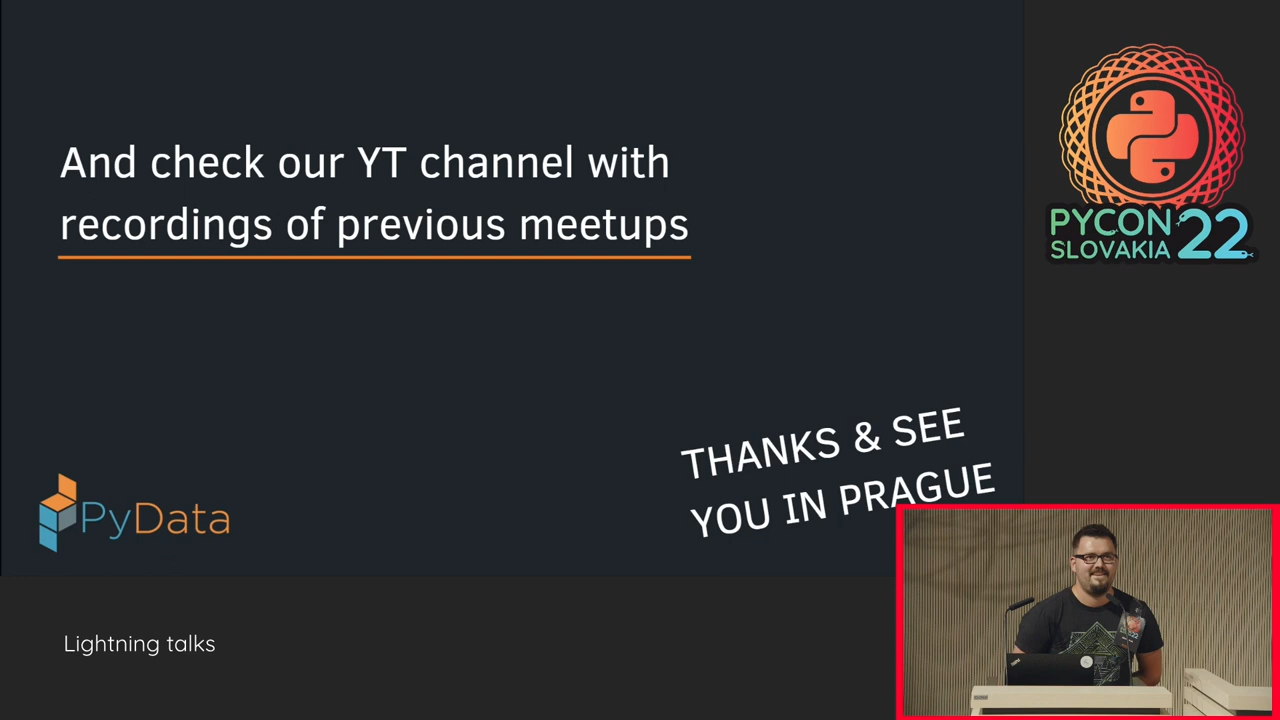 And check our YT channel with
recordings of previous meetups
THANKS & SEE
YOU IN PRAGUE
PyData
Lightning talks
PYCON
SLOVAKIA
22